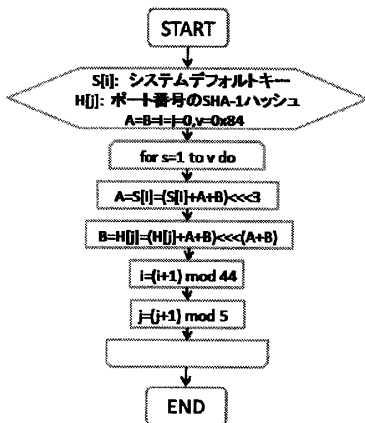 START
S[i]: システムデフォルトキー
H[j]: ポート番号のSHA-1ハッシュ
A=B=i=j=0,v=0x84
for s=1 to v do
A=S[i]=(S[i]+A+B)<<<3
B=H[j]=(H[j]+A+B)<<<(A+B)
i=(i+1) mod 44
j=(j+1) mod 5
END